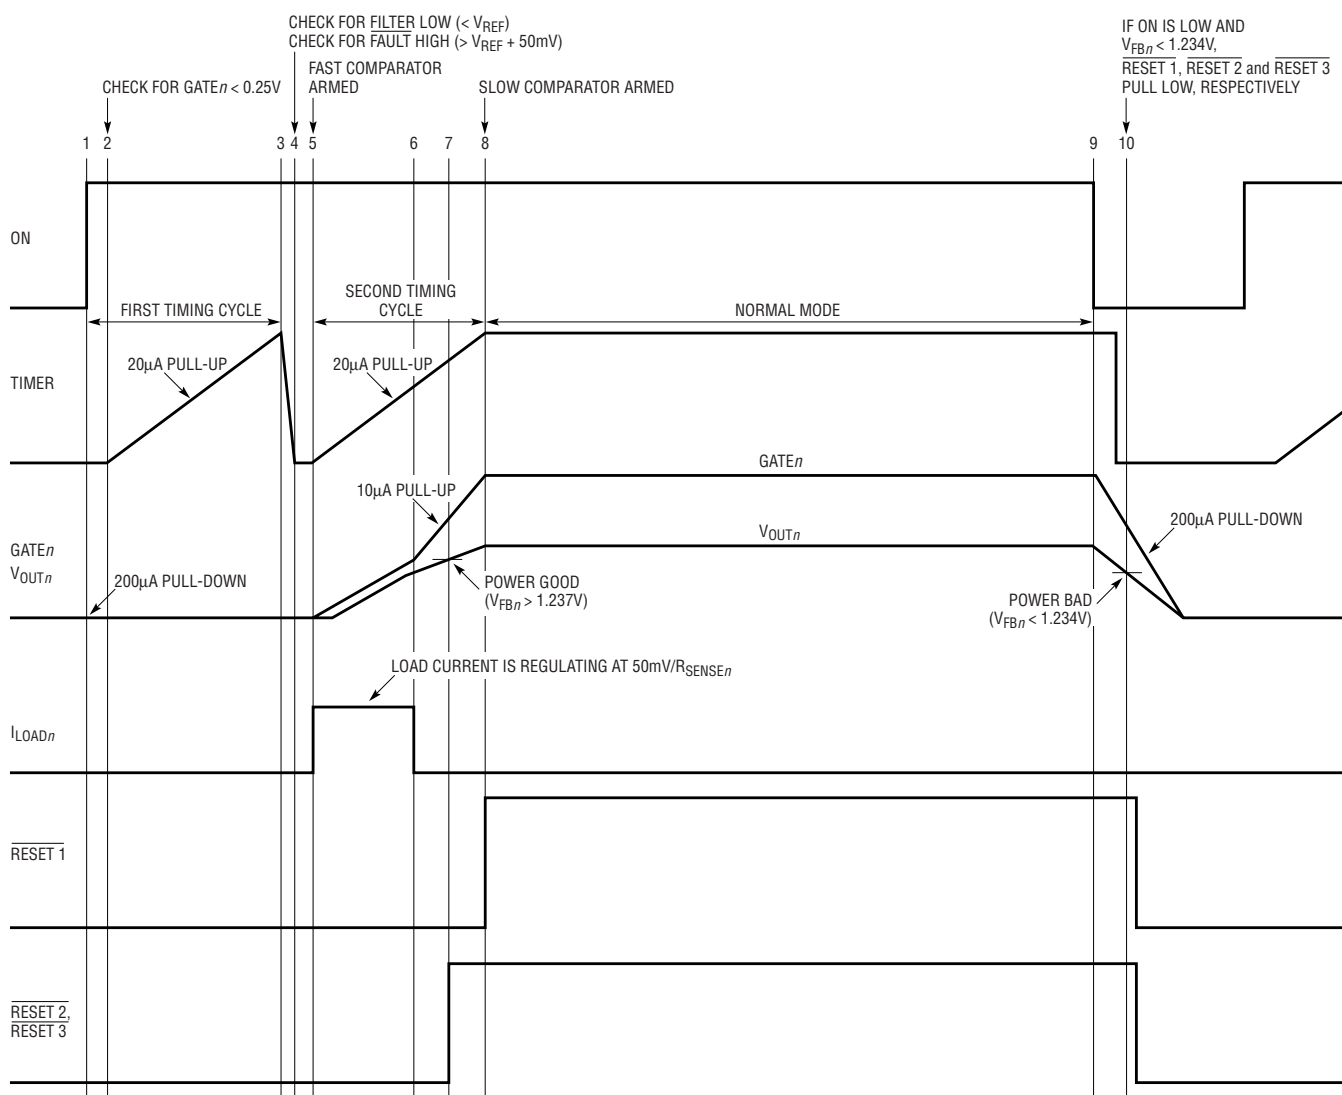 CHECK FOR FILTER LOW (< VREF)
CHECK FOR FAULT HIGH (> VREF + 50mV)
IF ON IS LOW AND
VFBn < 1.234V,
RESET 1, RESET 2 and RESET 3
PULL LOW, RESPECTIVELY
CHECK FOR GATEn < 0.25V
FAST COMPARATOR
ARMED
SLOW COMPARATOR ARMED
1 2 3 4 5 6 7 8 9 10
ON
FIRST TIMING CYCLE
SECOND TIMING
CYCLE
NORMAL MODE
TIMER
20µA PULL-UP
20µA PULL-UP
GATEn
10µA PULL-UP
VOUTn
200µA PULL-DOWN
GATEn
VOUTn
200µA PULL-DOWN
POWER GOOD
(VFBn > 1.237V)
POWER BAD
(VFBn < 1.234V)
LOAD CURRENT IS REGULATING AT 50mV/RSENSEn
ILOADn
RESET 1
RESET 2,
RESET 3